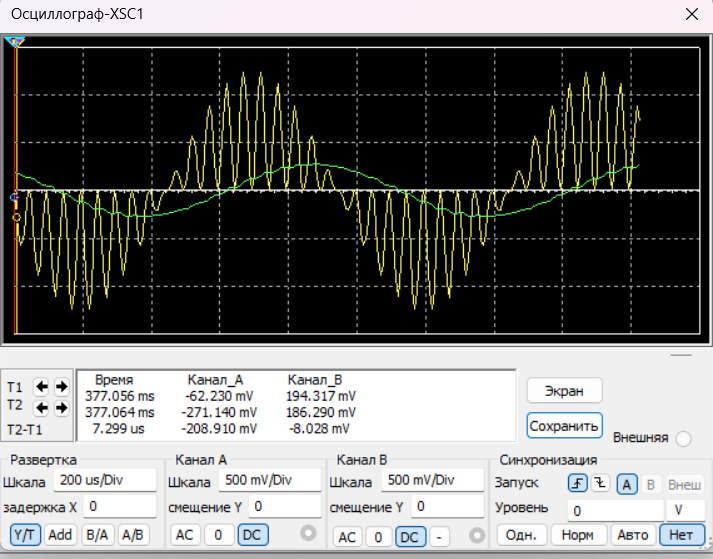 Осциллограф-XSC1
Время Канал_A Канал_B
T1 377.056 ms -62.230 mV 194.317 mV
T2 377.064 ms -271.140 mV 186.290 mV
T2-T1 7.299 us -208.910 mV -8.028 mV
Экран
Сохранить
Внешняя
Развертка
Шкала 200 us/Div
задержка X 0
Y/T Add B/A A/B
Канал A
Шкала 500 mV/Div
смещение Y 0
AC 0 DC
Канал B
Шкала 500 mV/Div
смещение Y 0
AC 0 DC -
Синхронизация
Запуск A B Внеш
Уровень 0 V
Одн. Норм Авто Нет